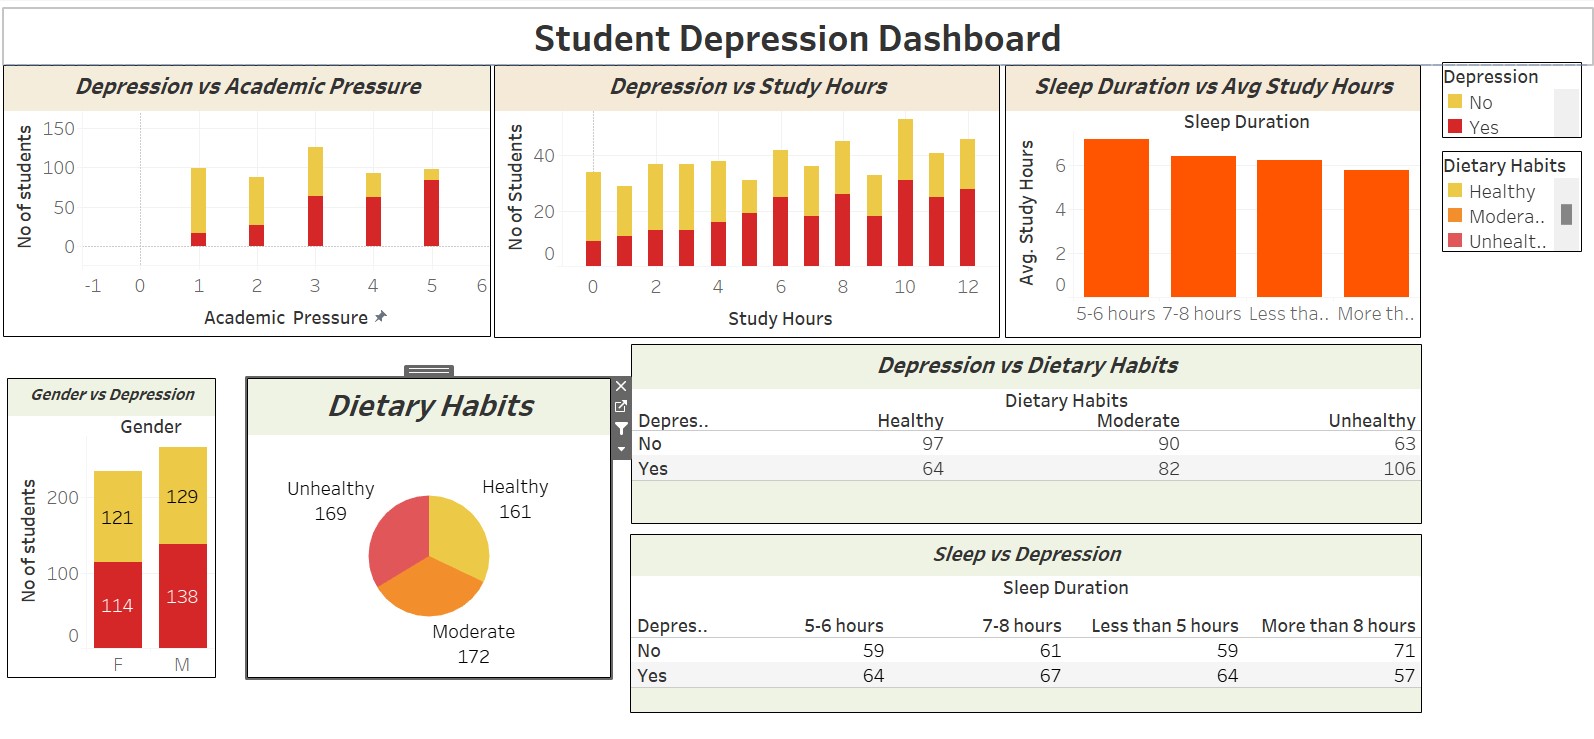 Student Depression Dashboard
Depression vs Academic Pressure
No of students
150
100
50
0
-1 0 1 2 3 4 5 6
Academic Pressure
Depression vs Study Hours
No of Students
40
20
0
0 2 4 6 8 10 12
Study Hours
Sleep Duration vs Avg Study Hours
Sleep Duration
Avg. Study Hours
6
4
2
0
5-6 hours 7-8 hours Less tha.. More th..
Depression
No
Yes
Dietary Habits
Healthy
Modera..
Unhealt..
Gender vs Depression
Gender
No of students
200
100
0
121
129
114
138
F M
Dietary Habits
Unhealthy
169
Healthy
161
Moderate
172
Depression vs Dietary Habits
Dietary Habits
Depres.. Healthy Moderate Unhealthy
No 97 90 63
Yes 64 82 106
Sleep vs Depression
Sleep Duration
Depres.. 5-6 hours 7-8 hours Less than 5 hours More than 8 hours
No 59 61 59 71
Yes 64 67 64 57